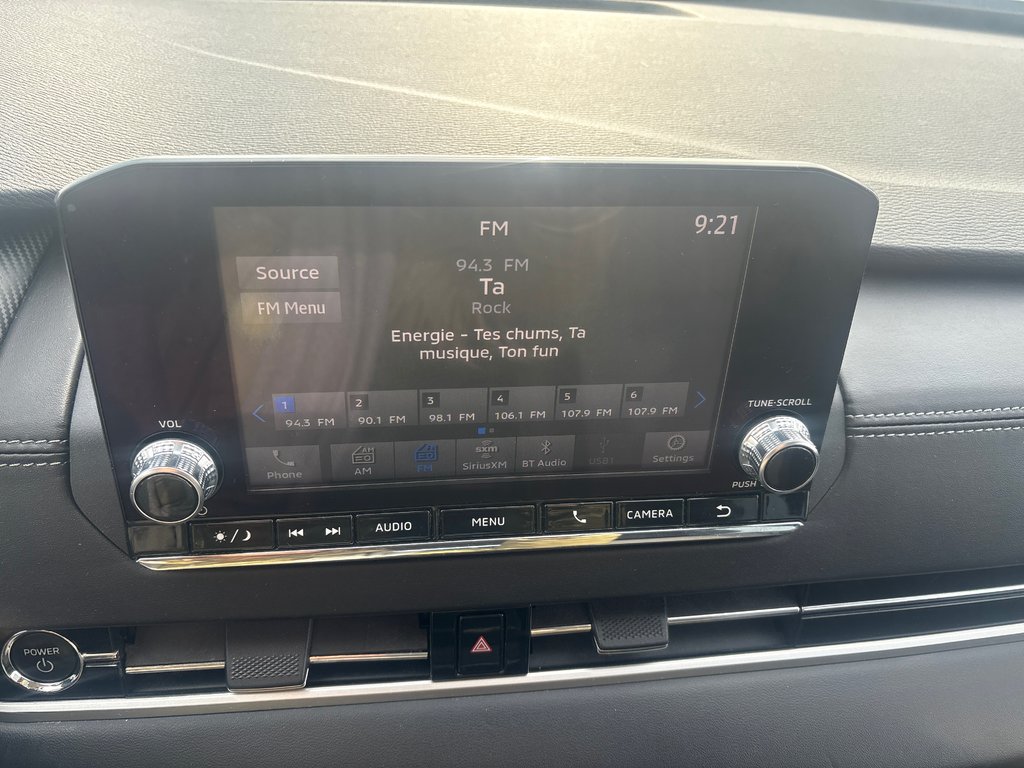 FM
9:21
Source
FM Menu
94.3 FM
Ta
Rock
Energie - Tes chums, Ta
musique, Ton fun
1
94.3 FM
2
90.1 FM
3
98.1 FM
4
106.1 FM
5
107.9 FM
6
107.9 FM
Phone
AM
AM
FM
sxm
SiriusXM
BT Audio
USB1
Settings
VOL
TUNE·SCROLL
PUSH
AUDIO
MENU
CAMERA
POWER